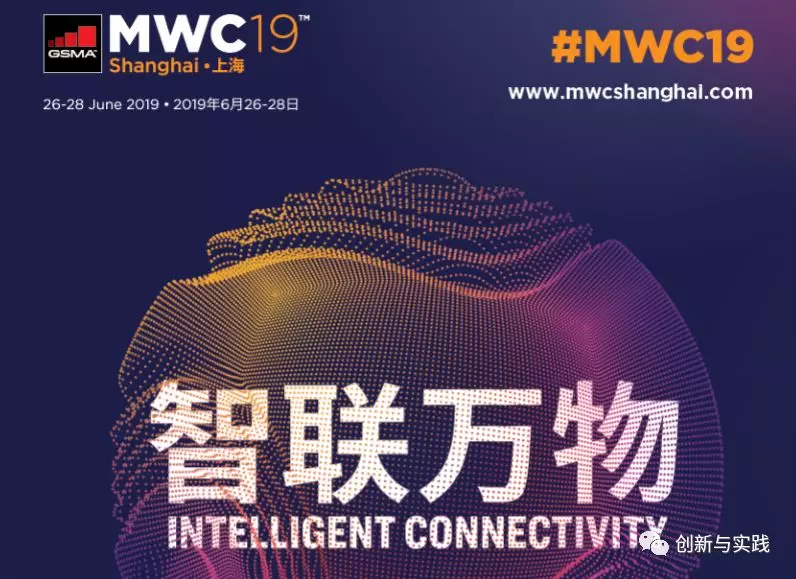 GSMA
MWC19™
Shanghai • 上海
26-28 June 2019 • 2019年6月26-28日
#MWC19
www.mwcshanghai.com
智联万物
INTELLIGENT CONNECTIVITY
创新与实践